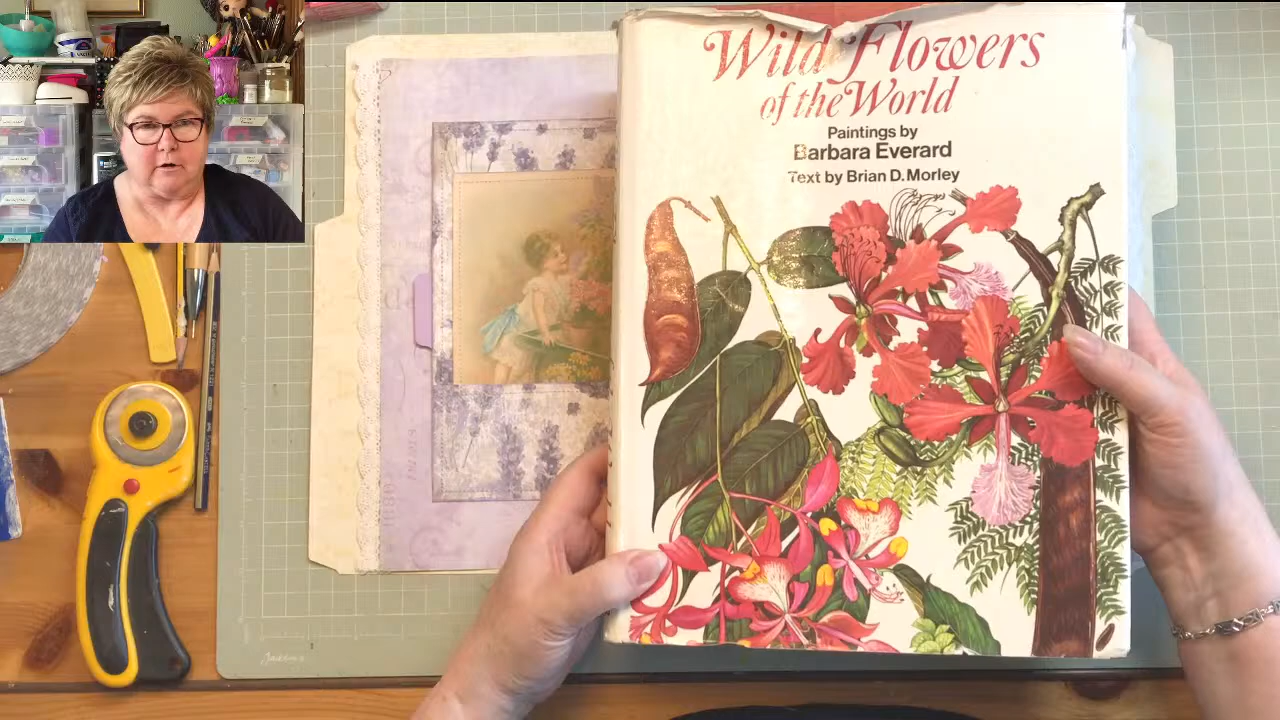 Wild Flowers
of the World
Paintings by
Barbara Everard
Text by Brian D. Morley